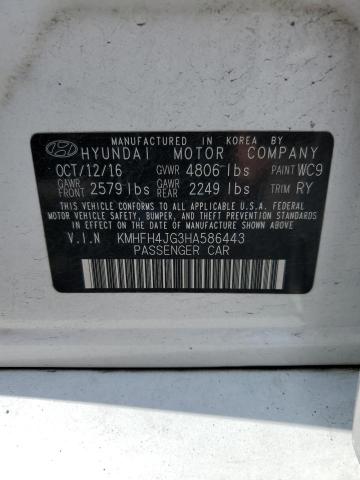 MANUFACTURED IN KOREA BY
HYUNDAI MOTOR COMPANY
OCT/12/16 GVWR 4806 lbs PAINT WC9
GAWR FRONT 2579 lbs GAWR REAR 2249 lbs TRIM RY
THIS VEHICLE CONFORMS TO ALL APPLICABLE U.S.A. FEDERAL
MOTOR VEHICLE SAFETY, BUMPER, AND THEFT PREVENTION
STANDARDS IN EFFECT ON THE DATE OF MANUFACTURE SHOWN ABOVE.
V.I.N KMHFH4JG3HA586443
PASSENGER CAR